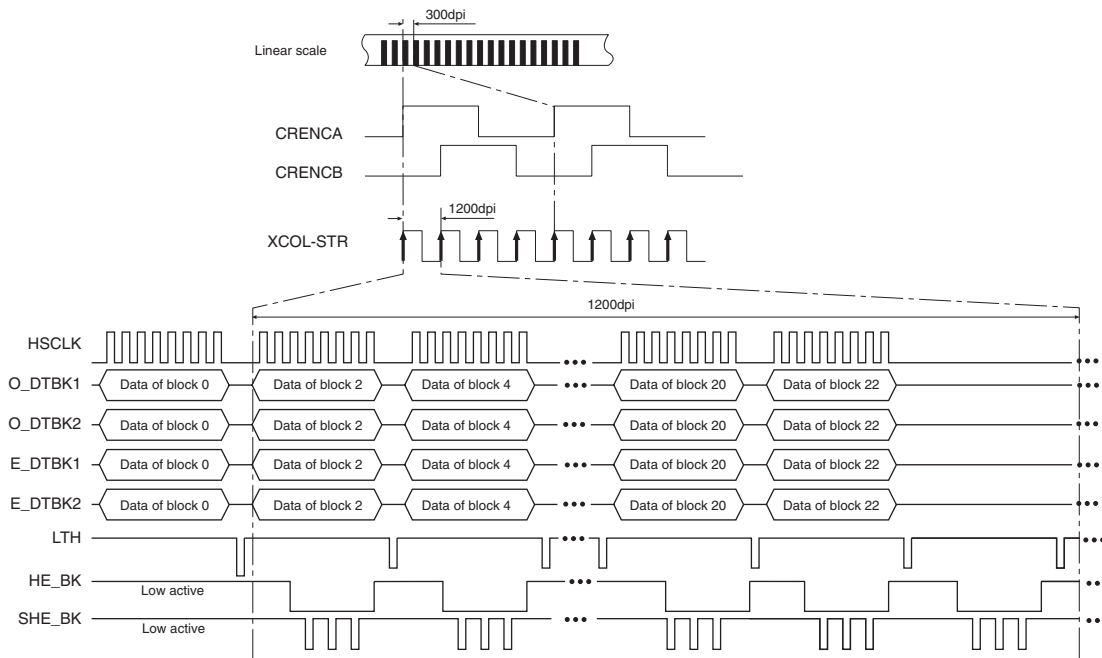 300dpi
Linear scale
CRENCA
CRENCB
1200dpi
XCOL-STR
1200dpi
HSCLK
O_DTBK1 Data of block 0 Data of block 2 Data of block 4 Data of block 20 Data of block 22
O_DTBK2 Data of block 0 Data of block 2 Data of block 4 Data of block 20 Data of block 22
E_DTBK1 Data of block 0 Data of block 2 Data of block 4 Data of block 20 Data of block 22
E_DTBK2 Data of block 0 Data of block 2 Data of block 4 Data of block 20 Data of block 22
LTH
HE_BK Low active
SHE_BK Low active